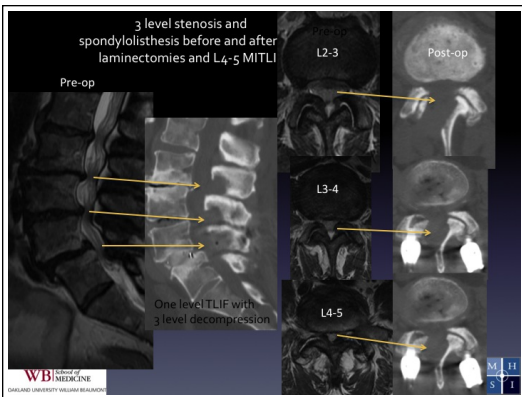 3 level stenosis and
spondylolisthesis before and after
laminectomies and L4-5 MITLI
Pre-op
Pre-op
L2-3
Post-op
L3-4
L4-5
One level TLIF with
3 level decompression
WB School of
MEDICINE
OAKLAND UNIVERSITY WILLIAM BEAUMONT
M H
S I